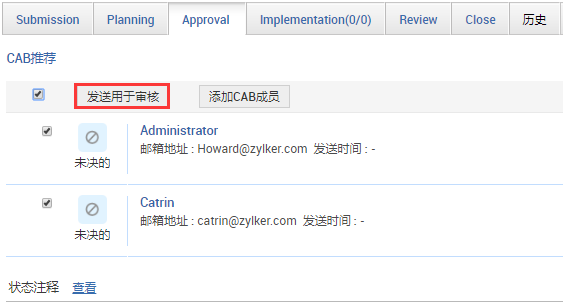 Submission Planning Approval Implementation(0/0) Review Close 历史
CAB推荐
发送用于审核 添加CAB成员
Administrator
邮箱地址 : Howard@zylker.com 发送时间 : -
未决的
Catrin
邮箱地址 : catrin@zylker.com 发送时间 : -
未决的
状态注释 查看